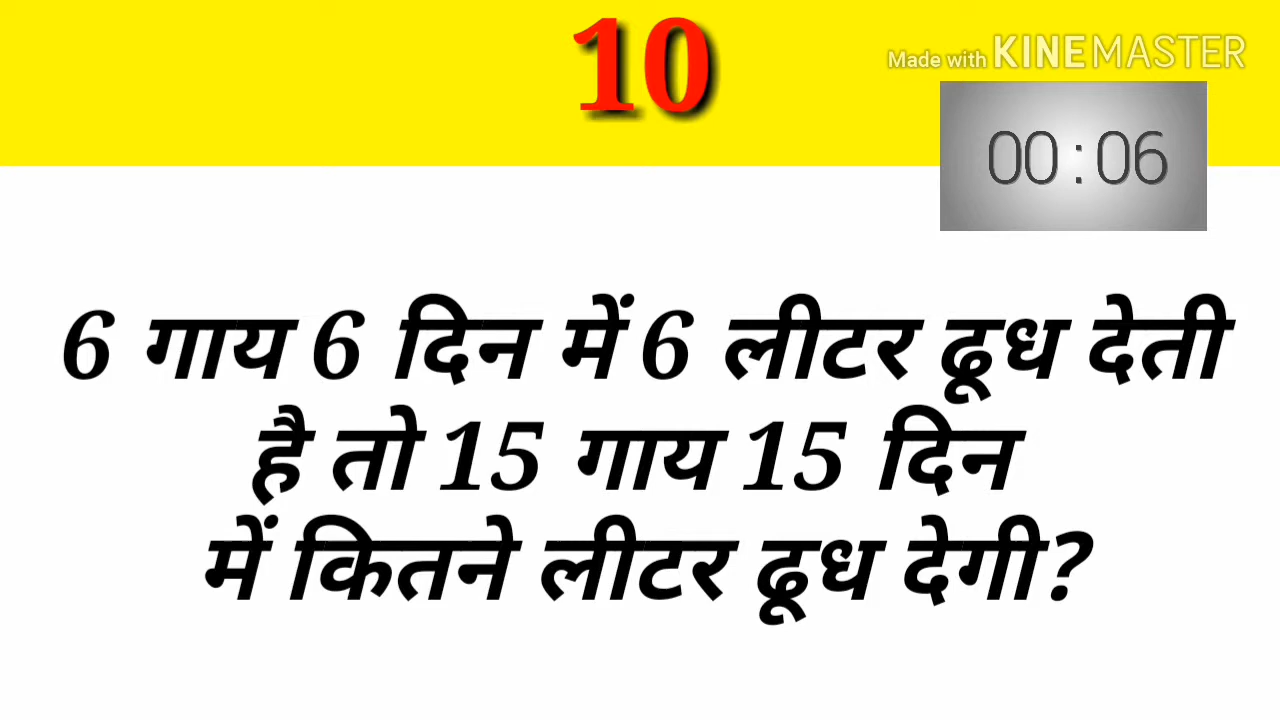 10
Made with KINEMASTER
00:06
6 गाय 6 दिन में 6 लीटर ढूध देती
है तो 15 गाय 15 दिन
में कितने लीटर ढूध देगी?